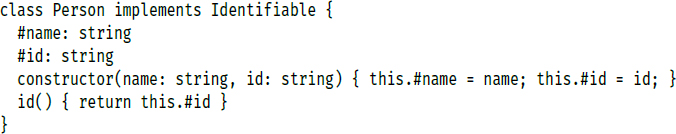 class Person implements Identifiable {
  #name: string
  #id: string
  constructor(name: string, id: string) { this.#name = name; this.#id = id; }
  id() { return this.#id }
}